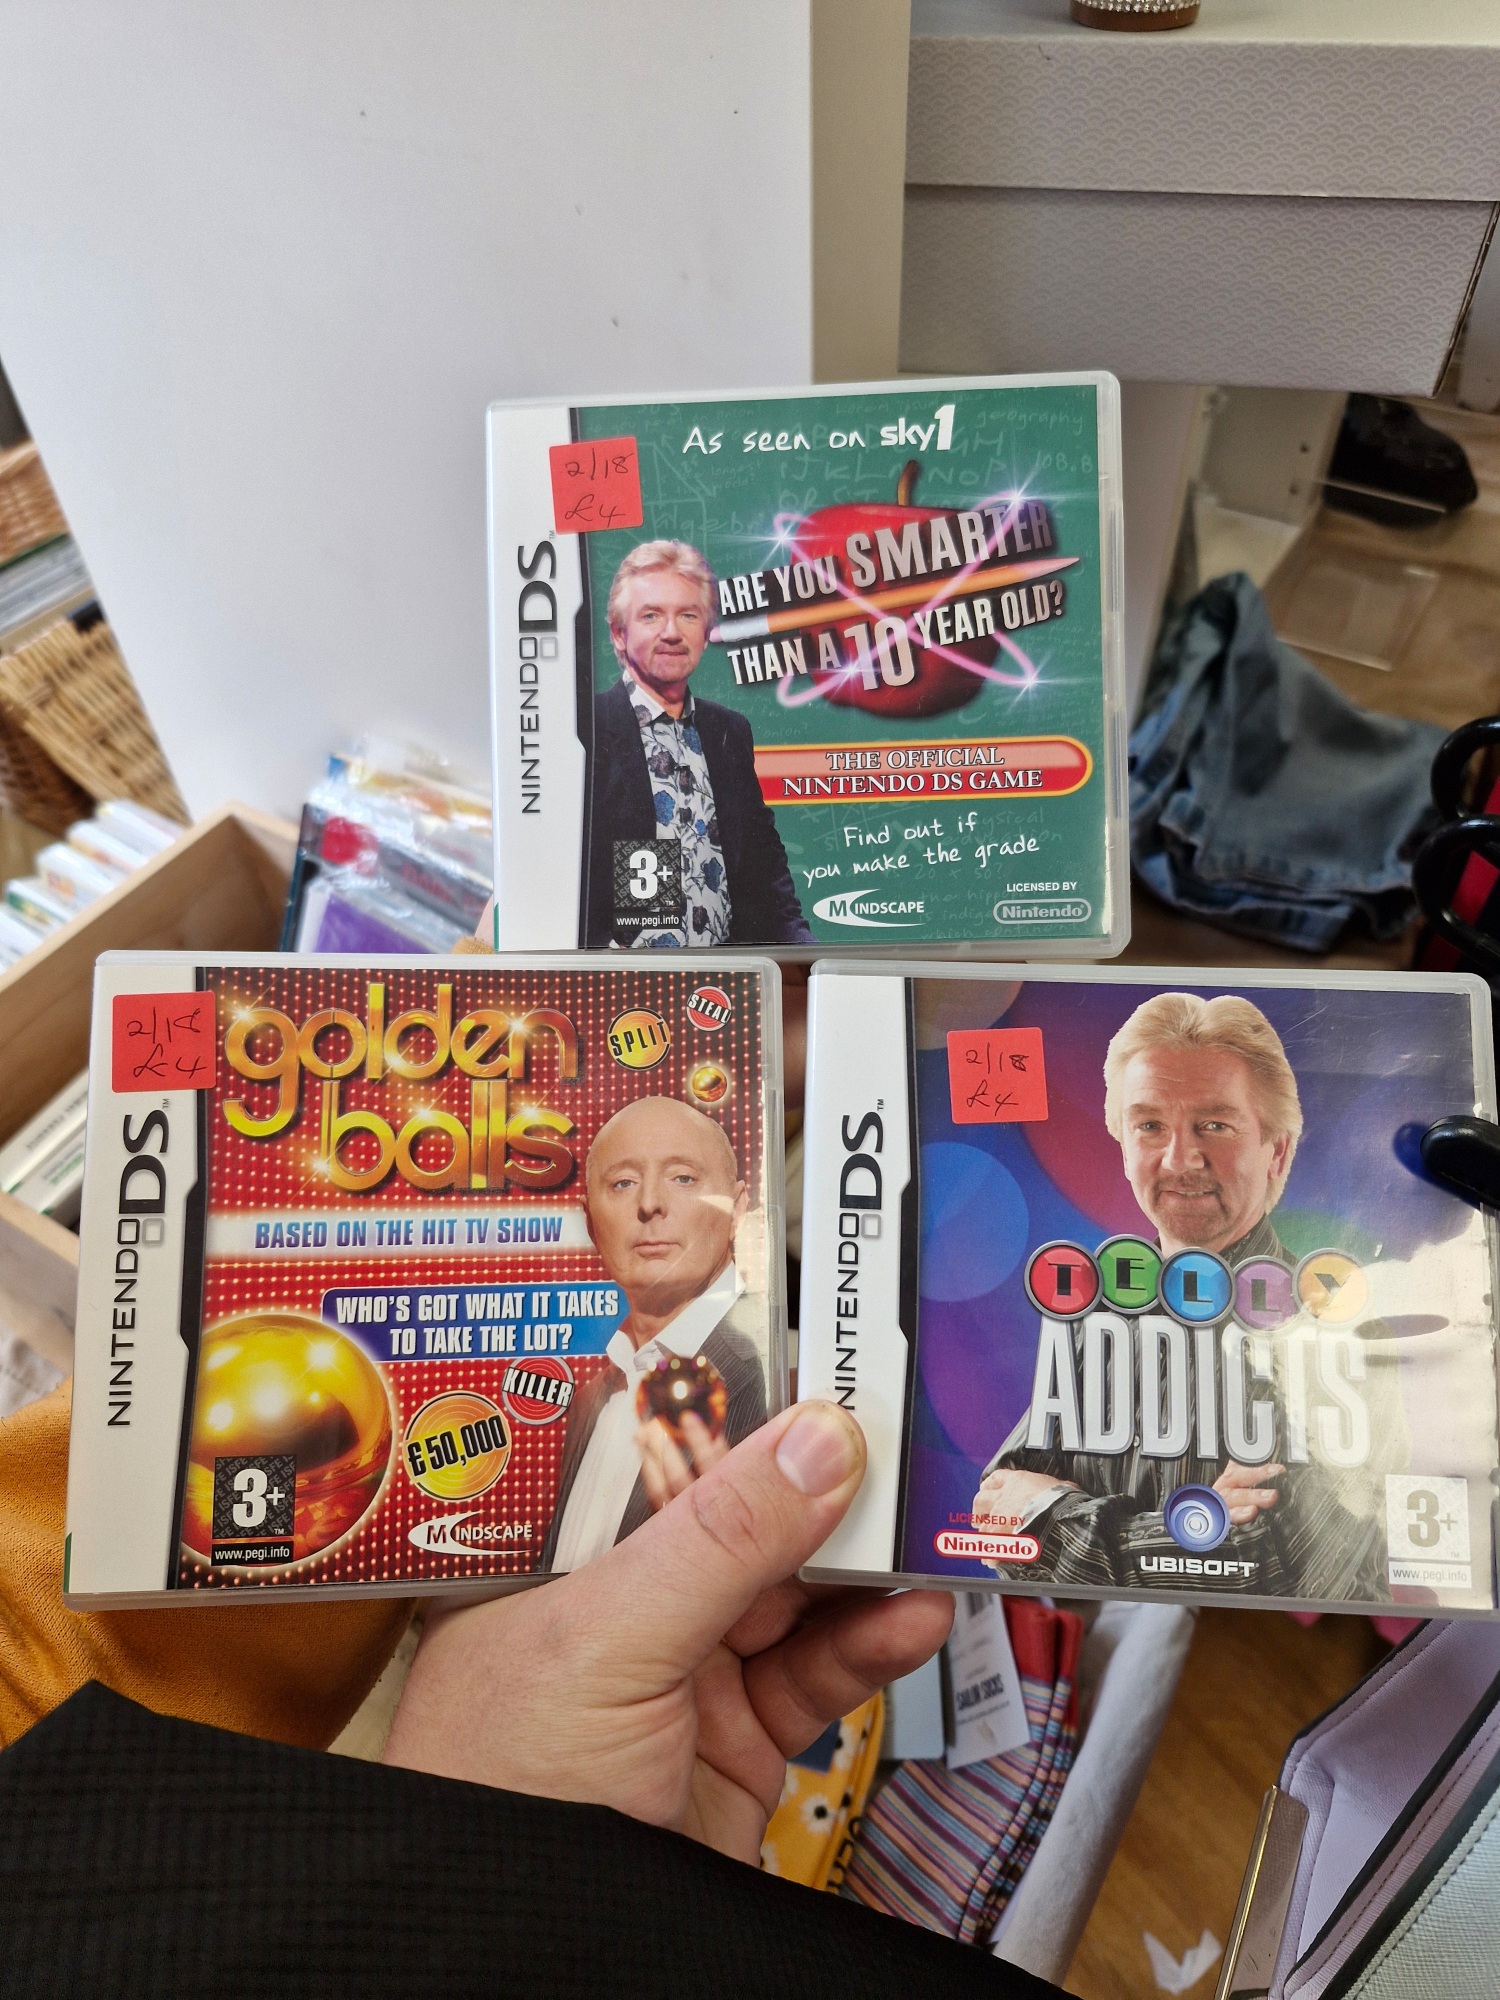 As seen on sky1
2/18
£4
ARE YOU SMARTER
THAN A 10 YEAR OLD?
NINTENDO DS
THE OFFICIAL
NINTENDO DS GAME
Find out if
you make the grade
3+
www.pegi.info
MINDSCAPE
LICENSED BY
Nintendo
2/18
£4
golden
balls
SPLIT
STEAL
NINTENDO DS
BASED ON THE HIT TV SHOW
WHO'S GOT WHAT IT TAKES
TO TAKE THE LOT?
KILLER
£50,000
3+
www.pegi.info
MINDSCAPE
2/18
£4
NINTENDO DS
TELLY
ADDICTS
LICENSED BY
Nintendo
UBISOFT
3+
www.pegi.info
SAILOR SOCKS